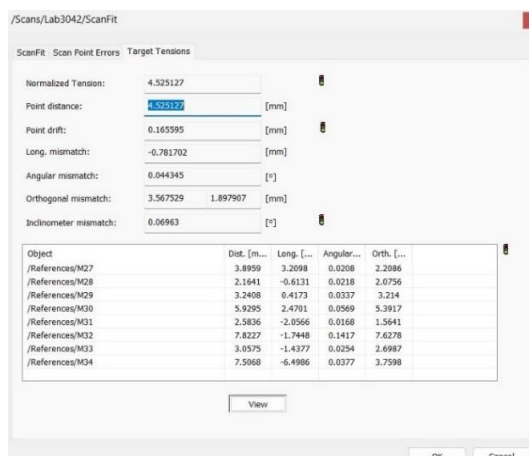 /Scans/Lab3042/ScanFit
ScanFit Scan Point Errors Target Tensions
Normalized Tension: 4.525127
Point distance: 4.525127 [mm]
Point drift: 0.165595 [mm]
Long. mismatch: -0.781702 [mm]
Angular mismatch: 0.044345 [°]
Orthogonal mismatch: 3.567529 1.897907 [mm]
Inclinometer mismatch: 0.06963 [°]
Object Dist. [m... Long. [... Angular... Orth. [...
/References/M27 3.8959 3.2098 0.0208 2.2086
/References/M28 2.1641 -0.6131 0.0218 2.0756
/References/M29 3.2408 0.4173 0.0337 3.214
/References/M30 5.9295 2.4701 0.0569 5.3917
/References/M31 2.5836 -2.0566 0.0168 1.5641
/References/M32 7.8227 -1.7448 0.1417 7.6278
/References/M33 3.0575 -1.4377 0.0254 2.6987
/References/M34 7.5068 -6.4986 0.0377 3.7598
View
OK Cancel